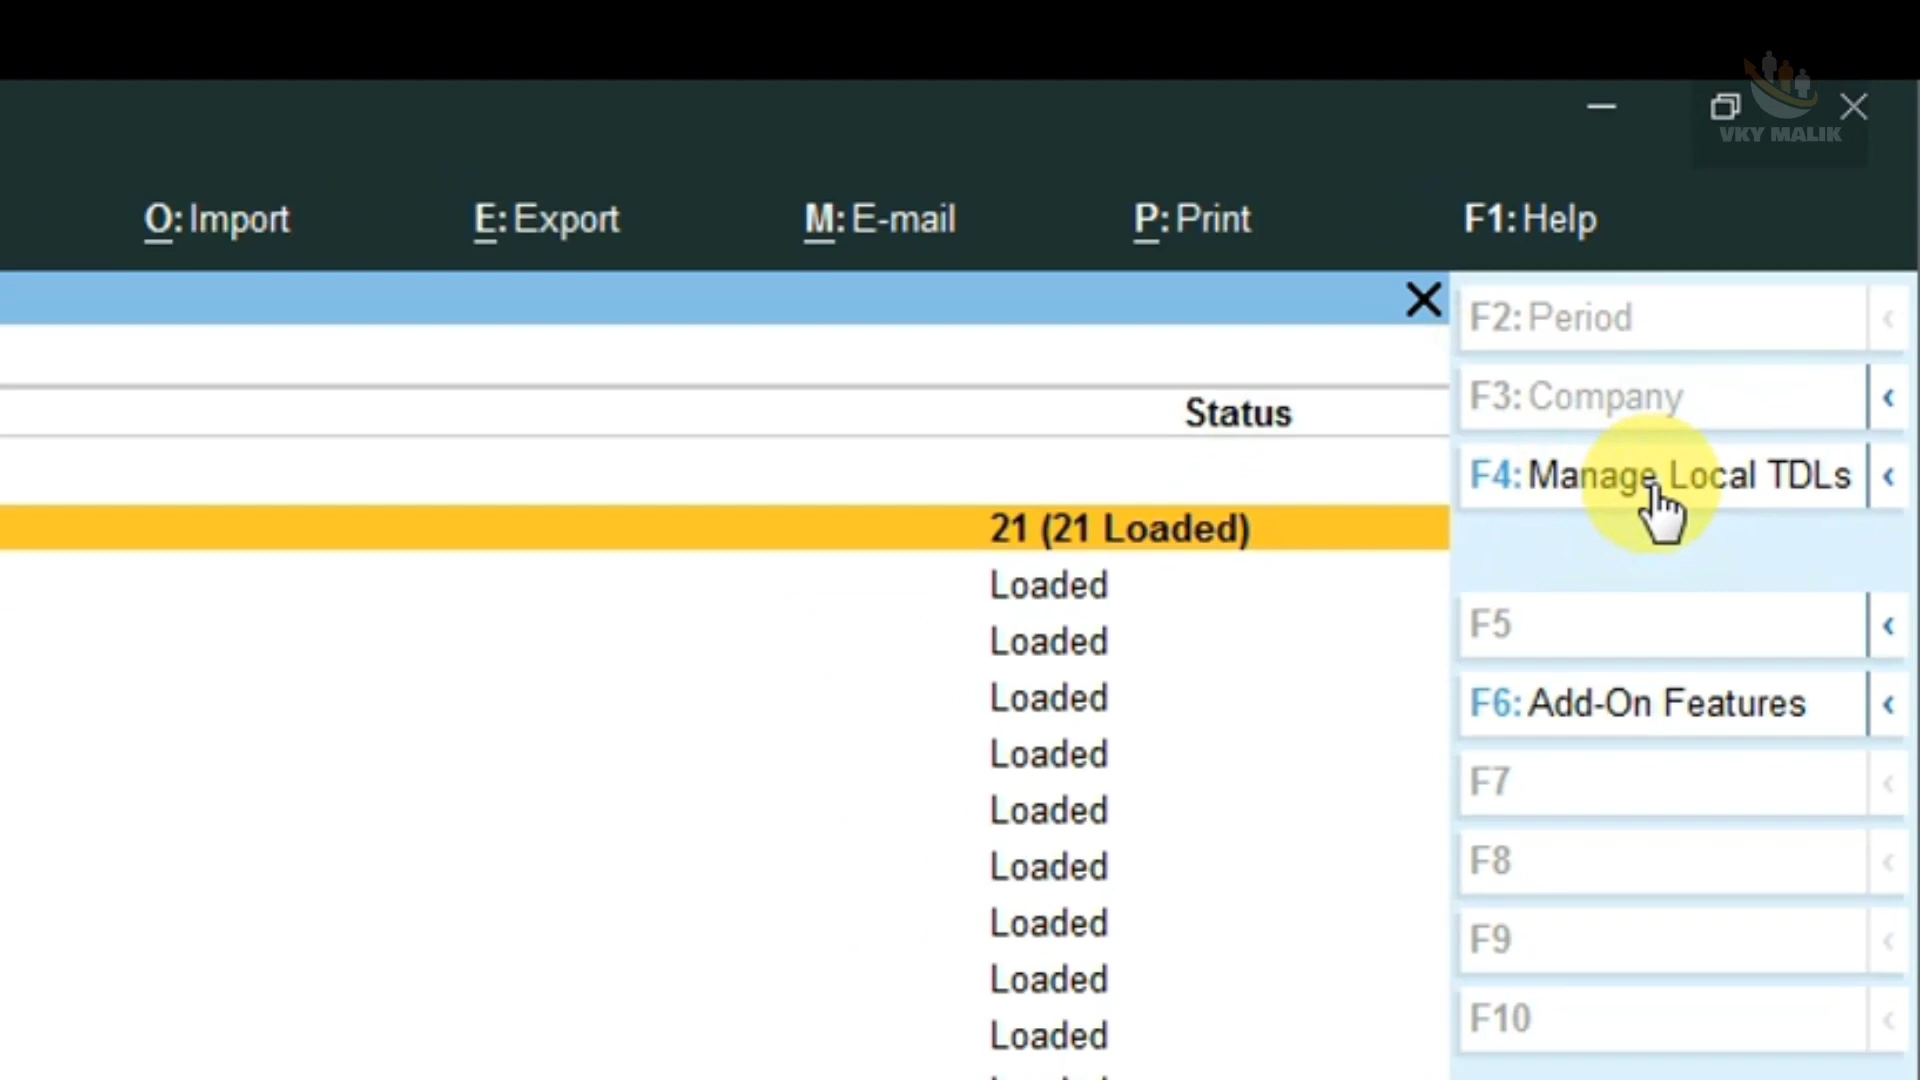 VKY MALIK
O: Import E: Export M: E-mail P: Print F1: Help
F2: Period
F3: Company
Status
F4: Manage Local TDLs
21 (21 Loaded)
Loaded
F5
Loaded
Loaded
F6: Add-On Features
Loaded
F7
Loaded
Loaded
F8
Loaded
F9
Loaded
F10
Loaded